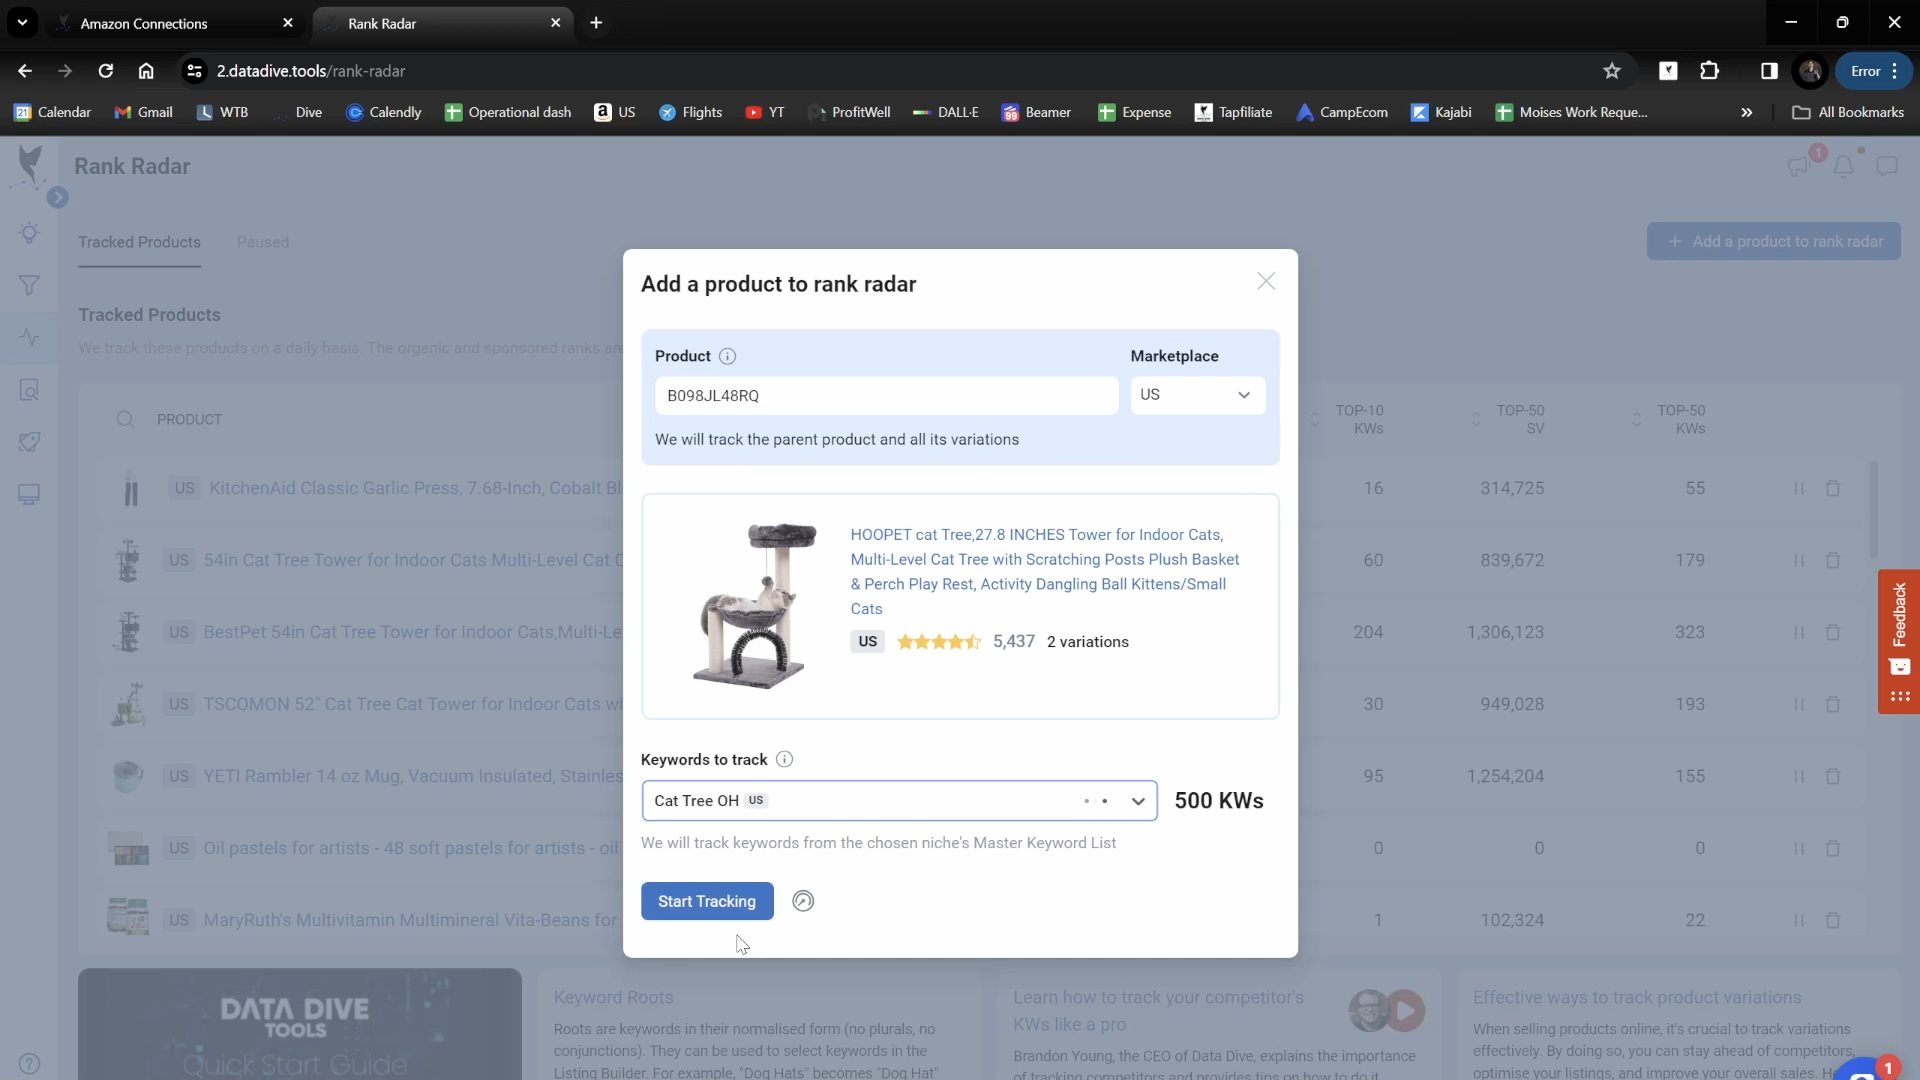 Amazon Connections
Rank Radar
2.datadive.tools/rank-radar
Error
Calendar
Gmail
WTB
Dive
Calendly
Operational dash
US
Flights
YT
ProfitWell
DALL·E
Beamer
Expense
Tapfiliate
CampEcom
Kajabi
Moises Work Reque...
»
All Bookmarks
Rank Radar
1
Tracked Products
Paused
+ Add a product to rank radar
Tracked Products
We track these products on a daily basis. The organic and sponsored ranks are
PRODUCT
TOP-10
KWs
TOP-50
SV
TOP-50
KWs
US KitchenAid Classic Garlic Press, 7.68-Inch, Cobalt Bl
16
314,725
55
US 54in Cat Tree Tower for Indoor Cats Multi-Level Cat C
60
839,672
179
US BestPet 54in Cat Tree Tower for Indoor Cats,Multi-Le
204
1,306,123
323
US TSCOMON 52" Cat Tree Cat Tower for Indoor Cats wi
30
949,028
193
US YETI Rambler 14 oz Mug, Vacuum Insulated, Stainles
95
1,254,204
155
US Oil pastels for artists - 48 soft pastels for artists - oil
0
0
0
US MaryRuth's Multivitamin Multimineral Vita-Beans for
1
102,324
22
Add a product to rank radar
Product
Marketplace
B098JL48RQ
US
We will track the parent product and all its variations
HOOPET cat Tree,27.8 INCHES Tower for Indoor Cats,
Multi-Level Cat Tree with Scratching Posts Plush Basket
& Perch Play Rest, Activity Dangling Ball Kittens/Small
Cats
US 5,437 2 variations
Keywords to track
Cat Tree OH US
500 KWs
We will track keywords from the chosen niche's Master Keyword List
Start Tracking
Feedback
DATA DIVE
TOOLS
Quick Start Guide
Keyword Roots
Roots are keywords in their normalised form (no plurals, no
conjunctions). They can be used to select keywords in the
Listing Builder. For example, "Dog Hats" becomes "Dog Hat"
Learn how to track your competitor's
KWs like a pro
Brandon Young, the CEO of Data Dive, explains the importance
of tracking competitors and provides tips on how to do it
Effective ways to track product variations
When selling products online, it's crucial to track variations
effectively. By doing so, you can stay ahead of competitors,
optimise your listings, and improve your overall sales.
1